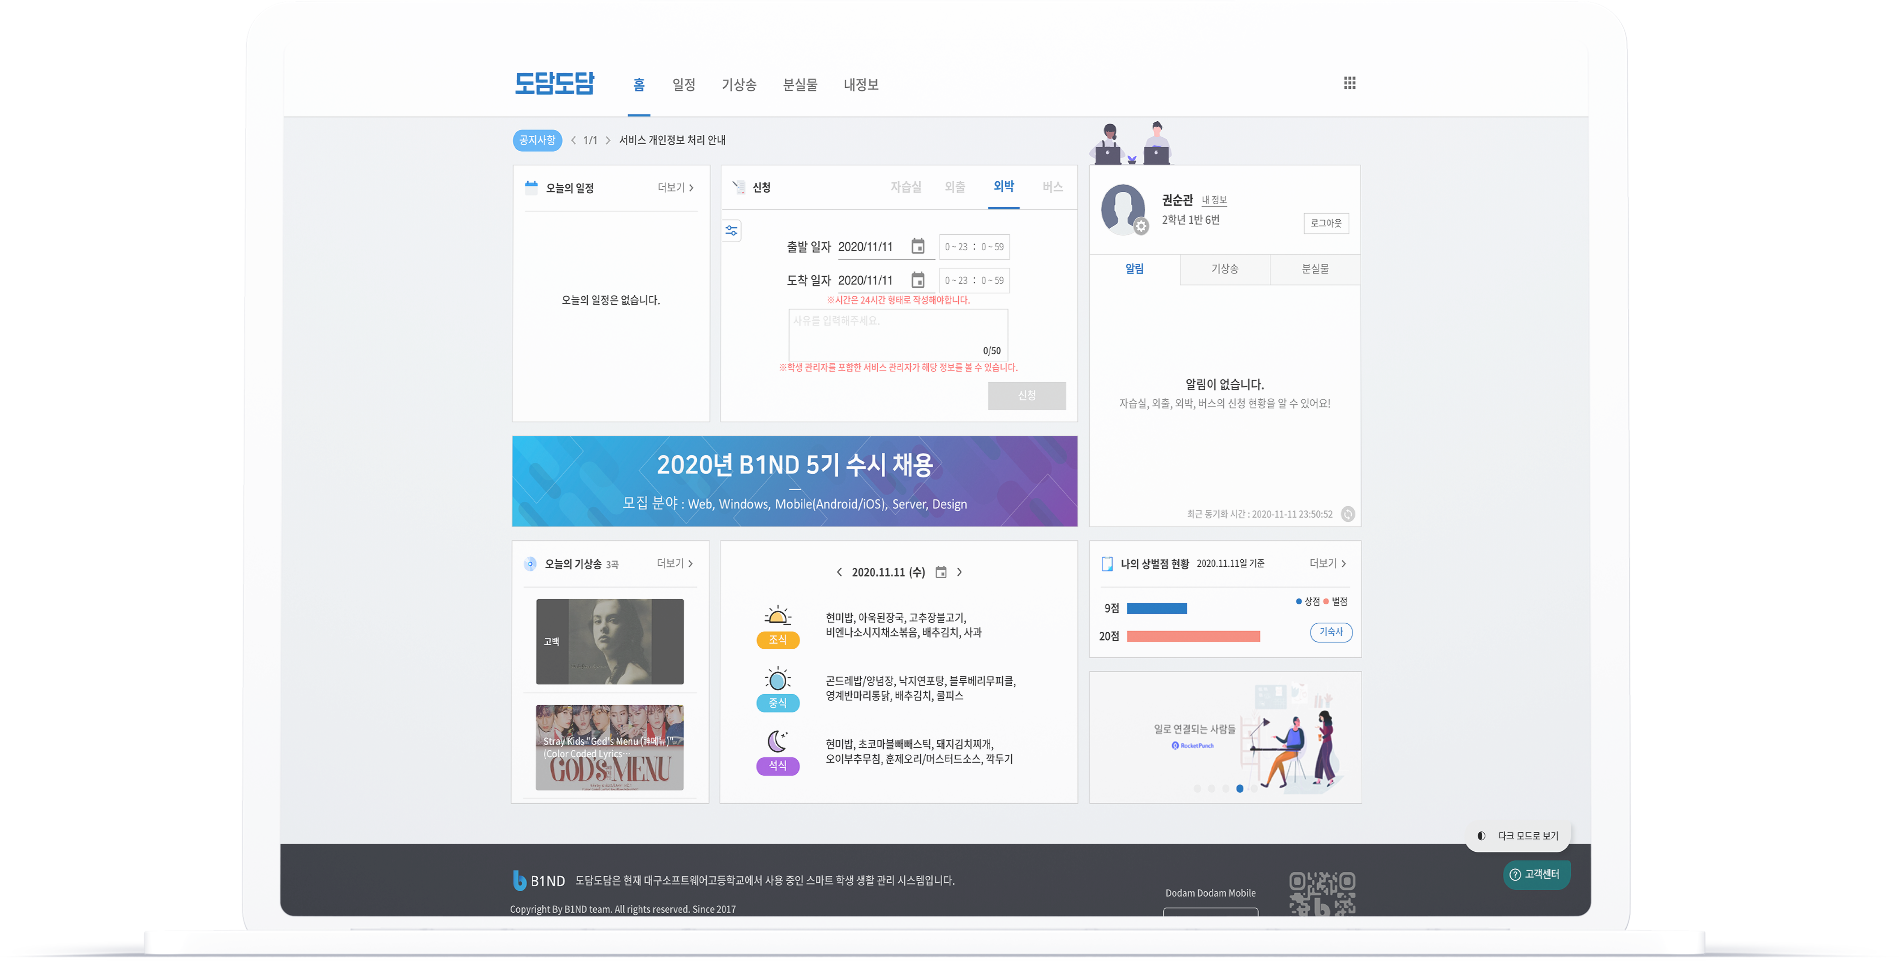 도담도담 홈 일정 기상송 분실물 내정보
공지사항 < 1/1 > 서비스 개인정보 처리 안내
오늘의 일정 더보기 >
오늘의 일정은 없습니다.
신청 자습실 외출 외박 버스
출발 일자 2020/11/11 0 ~ 23 : 0 ~ 59
도착 일자 2020/11/11 0 ~ 23 : 0 ~ 59
※시간은 24시간 형태로 작성해야합니다.
사유를 입력해주세요.
0/50
※학생 관리자를 포함한 서비스 관리자가 해당 정보를 볼 수 있습니다.
신청
권순관 내 정보
2학년 1반 6번
로그아웃
알림 기상송 분실물
알림이 없습니다.
자습실, 외출, 외박, 버스의 신청 현황을 알 수 있어요!
최근 동기화 시간 : 2020-11-11 23:50:52
2020년 B1ND 5기 수시 채용
모집 분야 : Web, Windows, Mobile(Android/iOS), Server, Design
오늘의 기상송 3곡 더보기 >
고백
Stray Kids "God's Menu (神메뉴)"
(Color Coded Lyrics…
GOD's MENU
< 2020.11.11 (수) >
조식
현미밥, 아욱된장국, 고추장불고기,
비엔나소시지채소볶음, 배추김치, 사과
중식
곤드레밥/양념장, 낙지연포탕, 블루베리무피클,
영계반마리통닭, 배추김치, 쿨피스
석식
현미밥, 초코마블빼빼스틱, 돼지김치찌개,
오이부추무침, 훈제오리/머스터드소스, 깍두기
나의 상벌점 현황 2020.11.11일 기준 더보기 >
상점 벌점
9점
20점
기숙사
일로 연결되는 사람들
RocketPunch
다크 모드로 보기
고객센터
B1ND 도담도담은 현재 대구소프트웨어고등학교에서 사용 중인 스마트 학생 생활 관리 시스템입니다.
Copyright By B1ND team. All rights reserved. Since 2017
Dodam Dodam Mobile